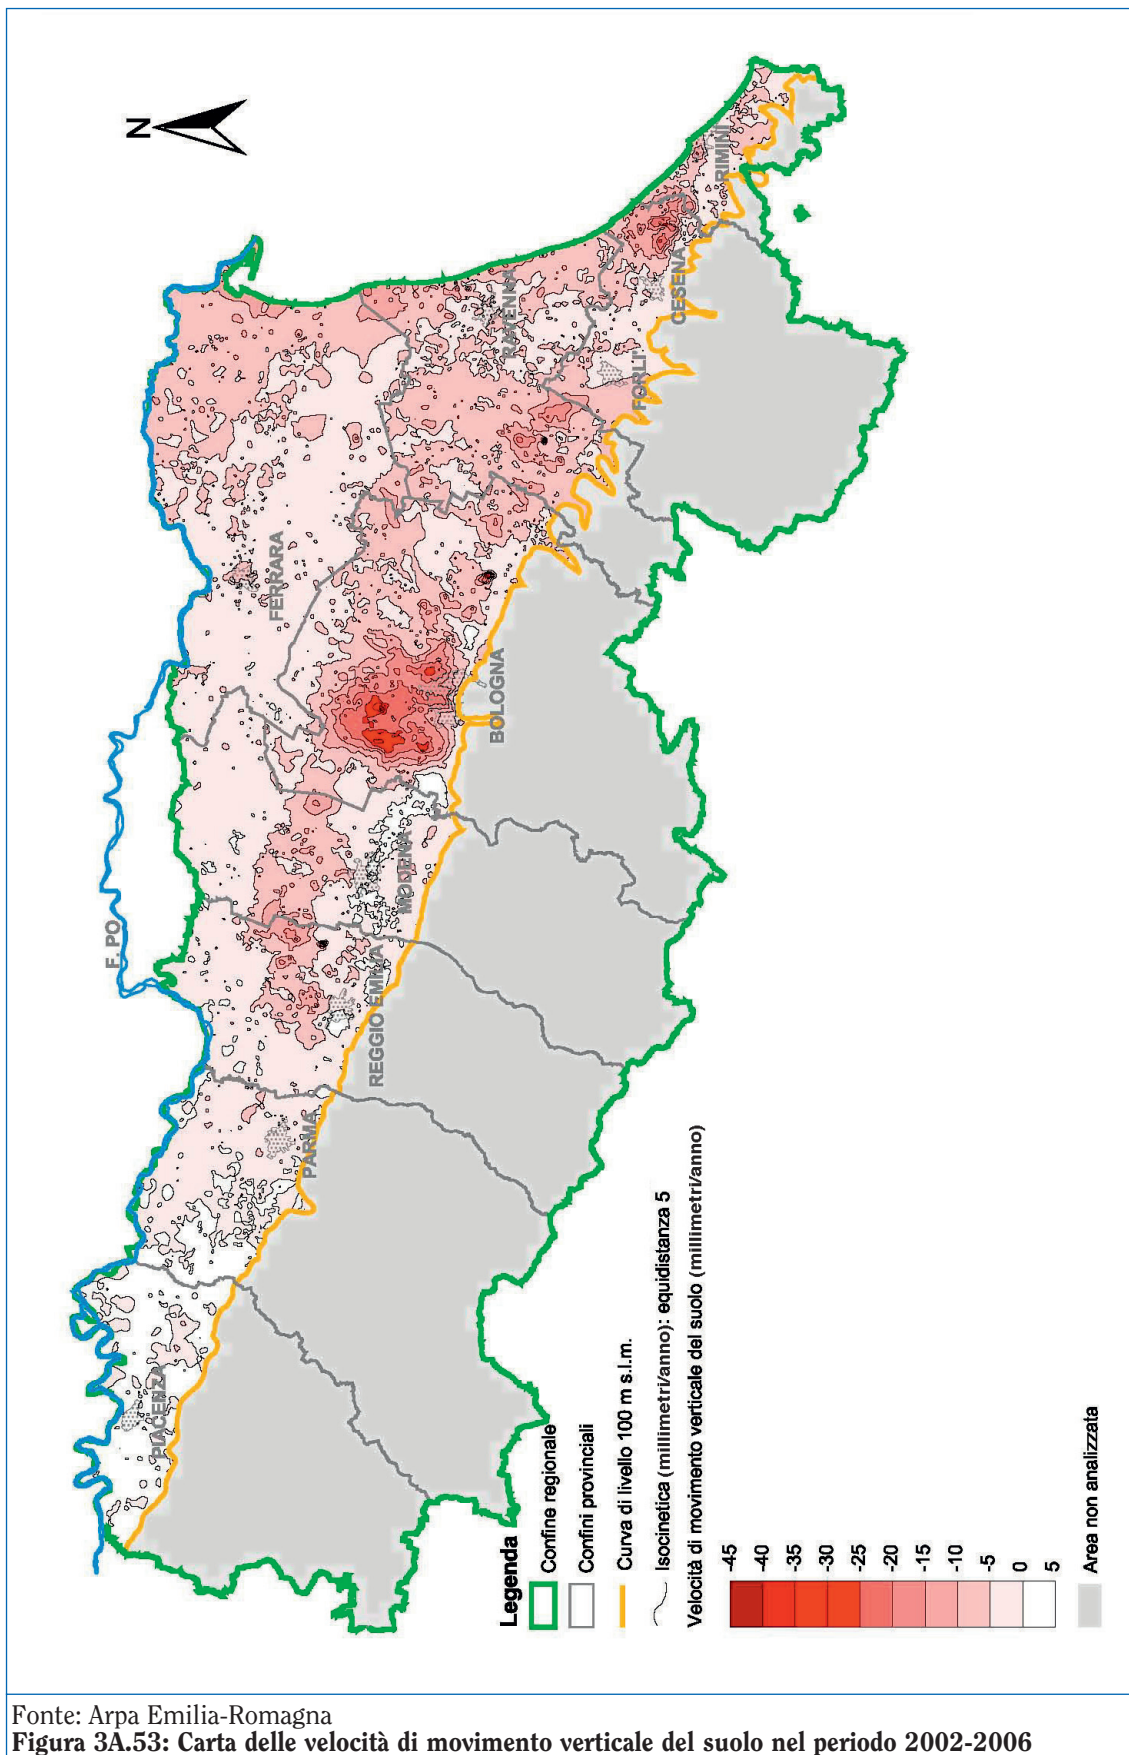 N
F. PO
PIACENZA
PARMA
REGGIO EMILIA
MODENA
BOLOGNA
FERRARA
RAVENNA
FORLI'
CESENA
RIMINI
Legenda
Confine regionale
Confini provinciali
Curva di livello 100 m s.l.m.
Isocinetica (millimetri/anno): equidistanza 5
Velocità di movimento verticale del suolo (millimetri/anno)
-45
-40
-35
-30
-25
-20
-15
-10
-5
0
5
Area non analizzata
Fonte: Arpa Emilia-Romagna
Figura 3A.53: Carta delle velocità di movimento verticale del suolo nel periodo 2002-2006